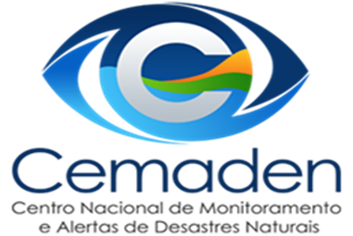 Cemaden
Centro Nacional de Monitoramento
e Alertas de Desastres Naturais